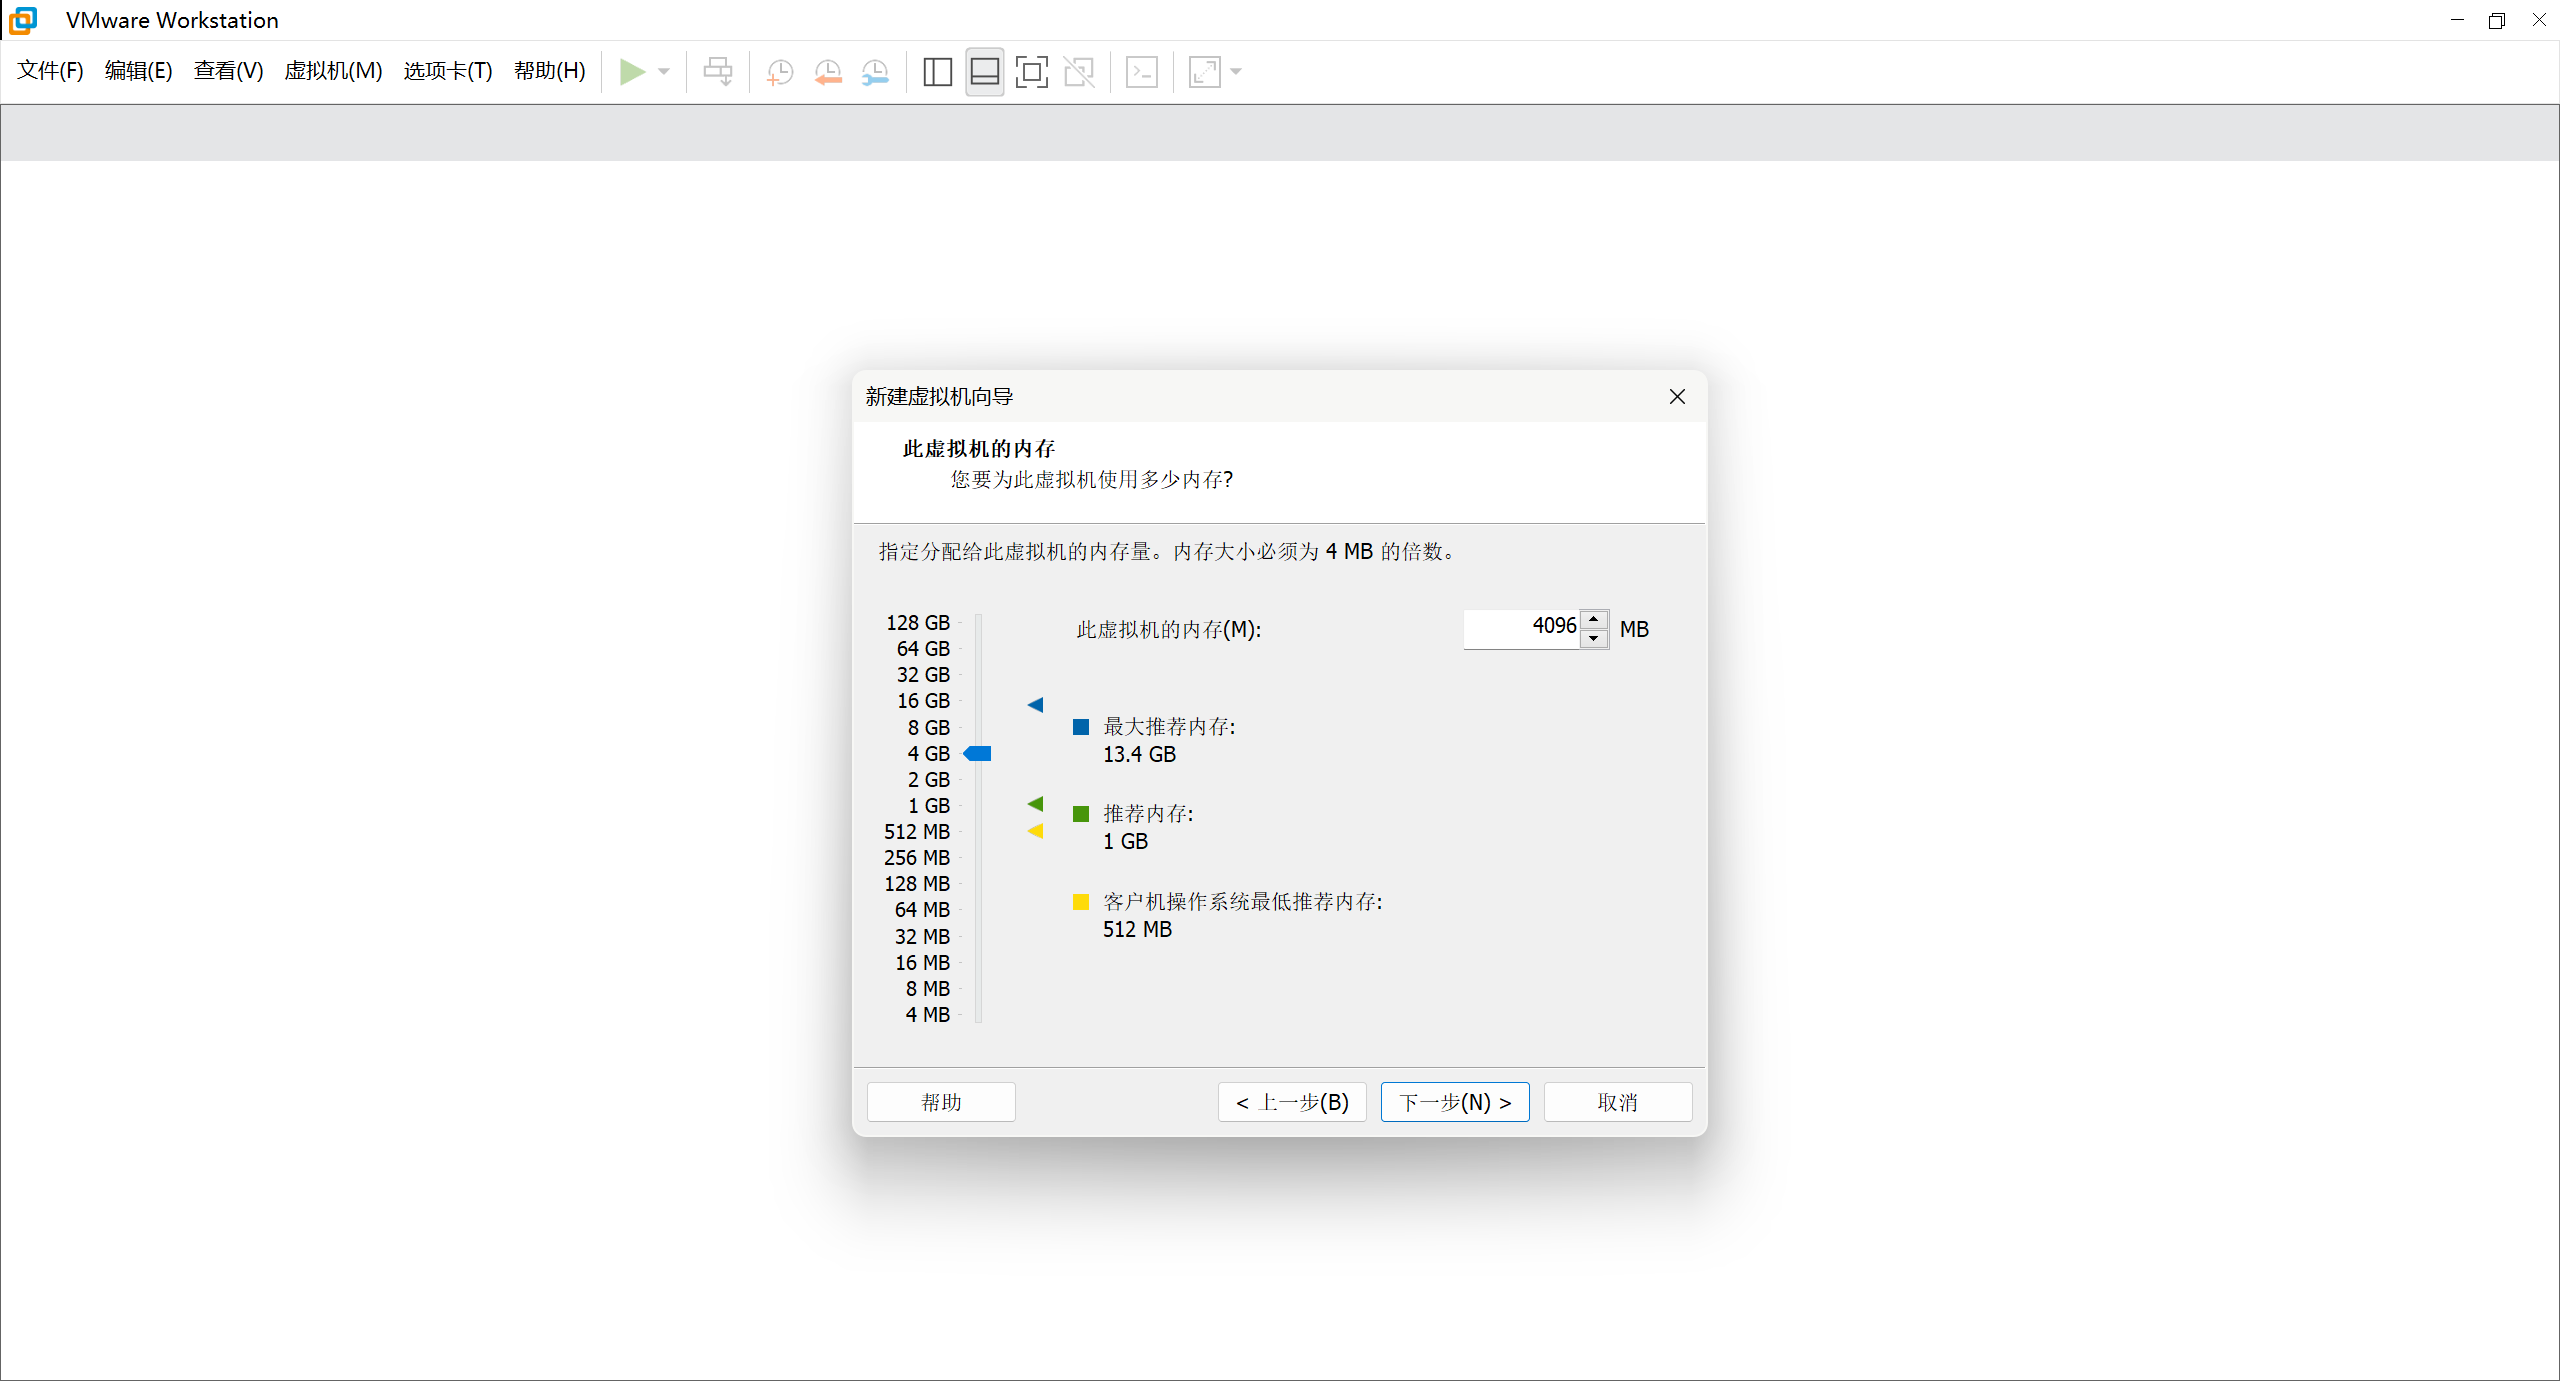 VMware Workstation
文件(F) 编辑(E) 查看(V) 虚拟机(M) 选项卡(T) 帮助(H)
新建虚拟机向导
此虚拟机的内存
您要为此虚拟机使用多少内存?
指定分配给此虚拟机的内存量。内存大小必须为 4 MB 的倍数。
128 GB
64 GB
32 GB
16 GB
8 GB
4 GB
2 GB
1 GB
512 MB
256 MB
128 MB
64 MB
32 MB
16 MB
8 MB
4 MB
此虚拟机的内存(M): 4096 MB
最大推荐内存:
13.4 GB
推荐内存:
1 GB
客户机操作系统最低推荐内存:
512 MB
帮助 < 上一步(B) 下一步(N) > 取消